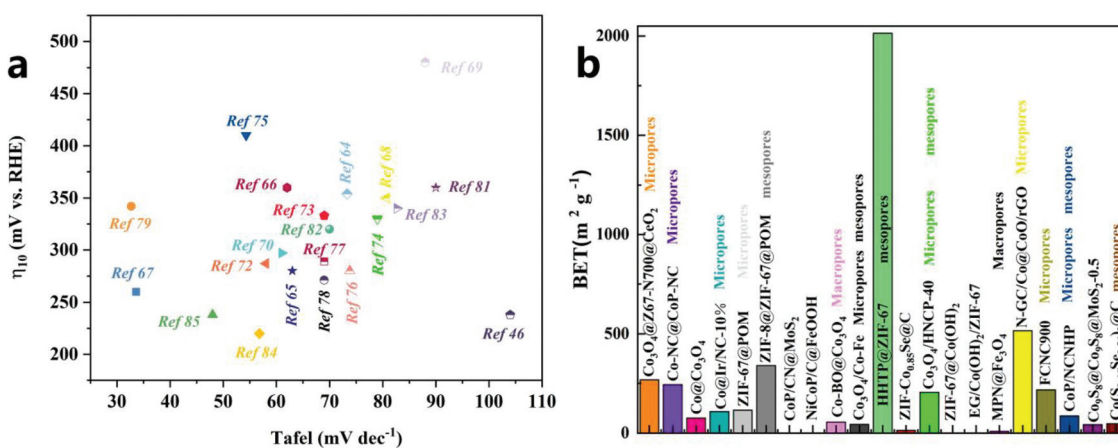 a
500
450
400
350
300
250
200
η10 (mV vs. RHE)
30 40 50 60 70 80 90 100 110
Tafel (mV dec-1)
Ref 69
Ref 75
Ref 64
Ref 68
Ref 66
Ref 81
Ref 79
Ref 73
Ref 83
Ref 82
Ref 74
Ref 70
Ref 77
Ref 72
Ref 76
Ref 67
Ref 65
Ref 78
Ref 85
Ref 84
Ref 46
b
2000
1500
1000
500
0
BET(m2 g-1)
Co3O4@Z67-N700@CeO2 Micropores
Co-NC@CoP-NC Micropores
Co@Co3O4
Co@Ir/NC-10% Micropores
ZIF-67@POM Micropores
ZIF-8@ZIF-67@POM mesopores
CoP/CN@MoS2
NiCoP/C@FeOOH
Co-BO@Co3O4 Macropores
Co3O4/Co-Fe Micropores mesopores
HHTP@ZIF-67 mesopores
ZIF-Co0.85Se@C
Co3O4/HNCP-40 Micropores mesopores
ZIF-67@Co(OH)2
EG/Co(OH)2/ZIF-67
MPN@Fe3O4 Macropores
N-GC/Co@CoO/rGO Micropores
FCNC900 Micropores
CoP/NCNHP Micropores mesopores
Co9S8@Co9S8@MoS2-0.5
mesopores